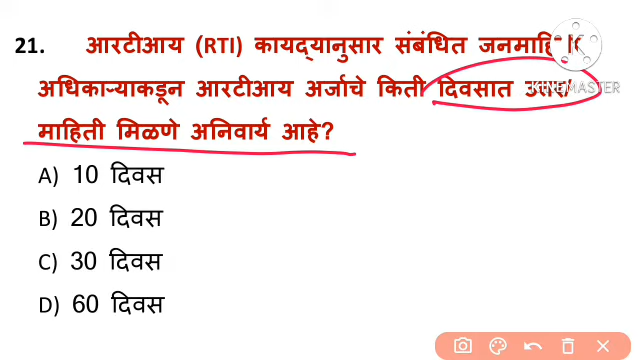 21. आरटीआय (RTI) कायद्यानुसार संबंधित
अधिकाऱ्याकडून आरटीआय अर्जाचे किती दिवसात
माहिती मिळणे अनिवार्य आहे?
A) 10 दिवस
B) 20 दिवस
C) 30 दिवस
D) 60 दिवस
KINEMASTER